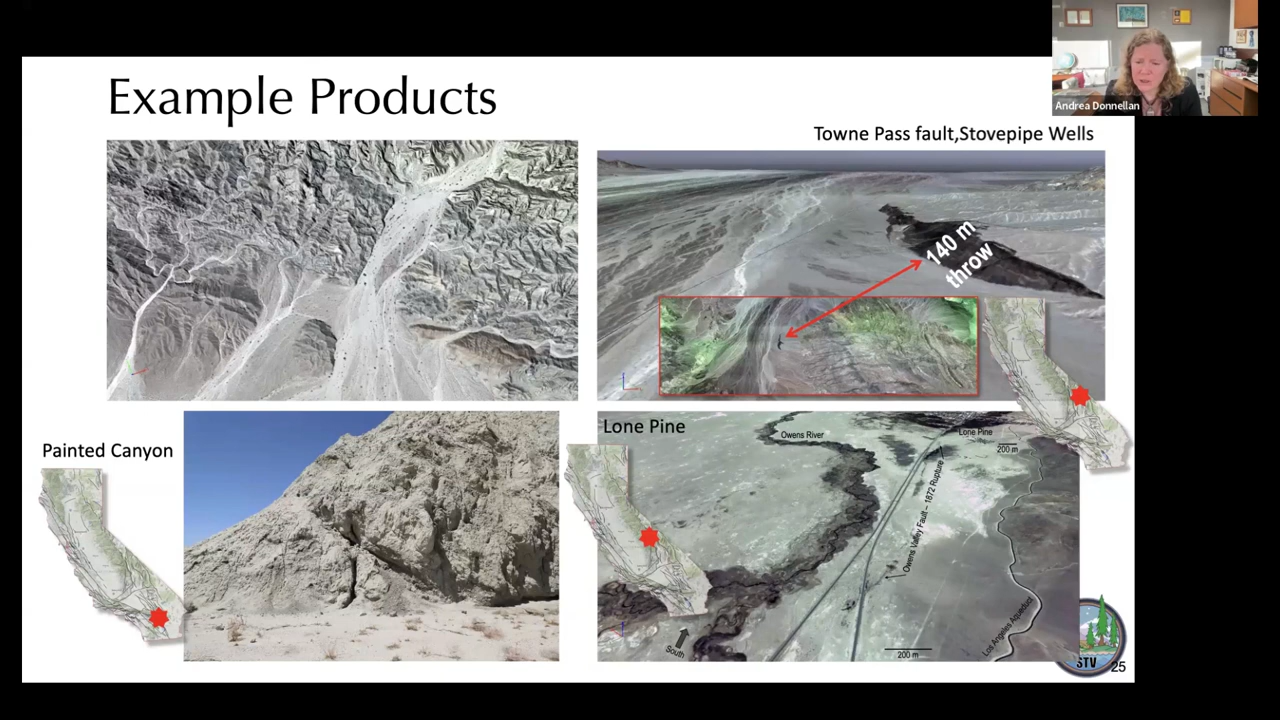 Example Products
Andrea Donnellan
Towne Pass fault,Stovepipe Wells
140 m
throw
Painted Canyon
Lone Pine
Owens River
Lone Pine
200 m
Owens Valley Fault – 1872 Rupture
Los Angeles Aqueduct
South
200 m
STV
25